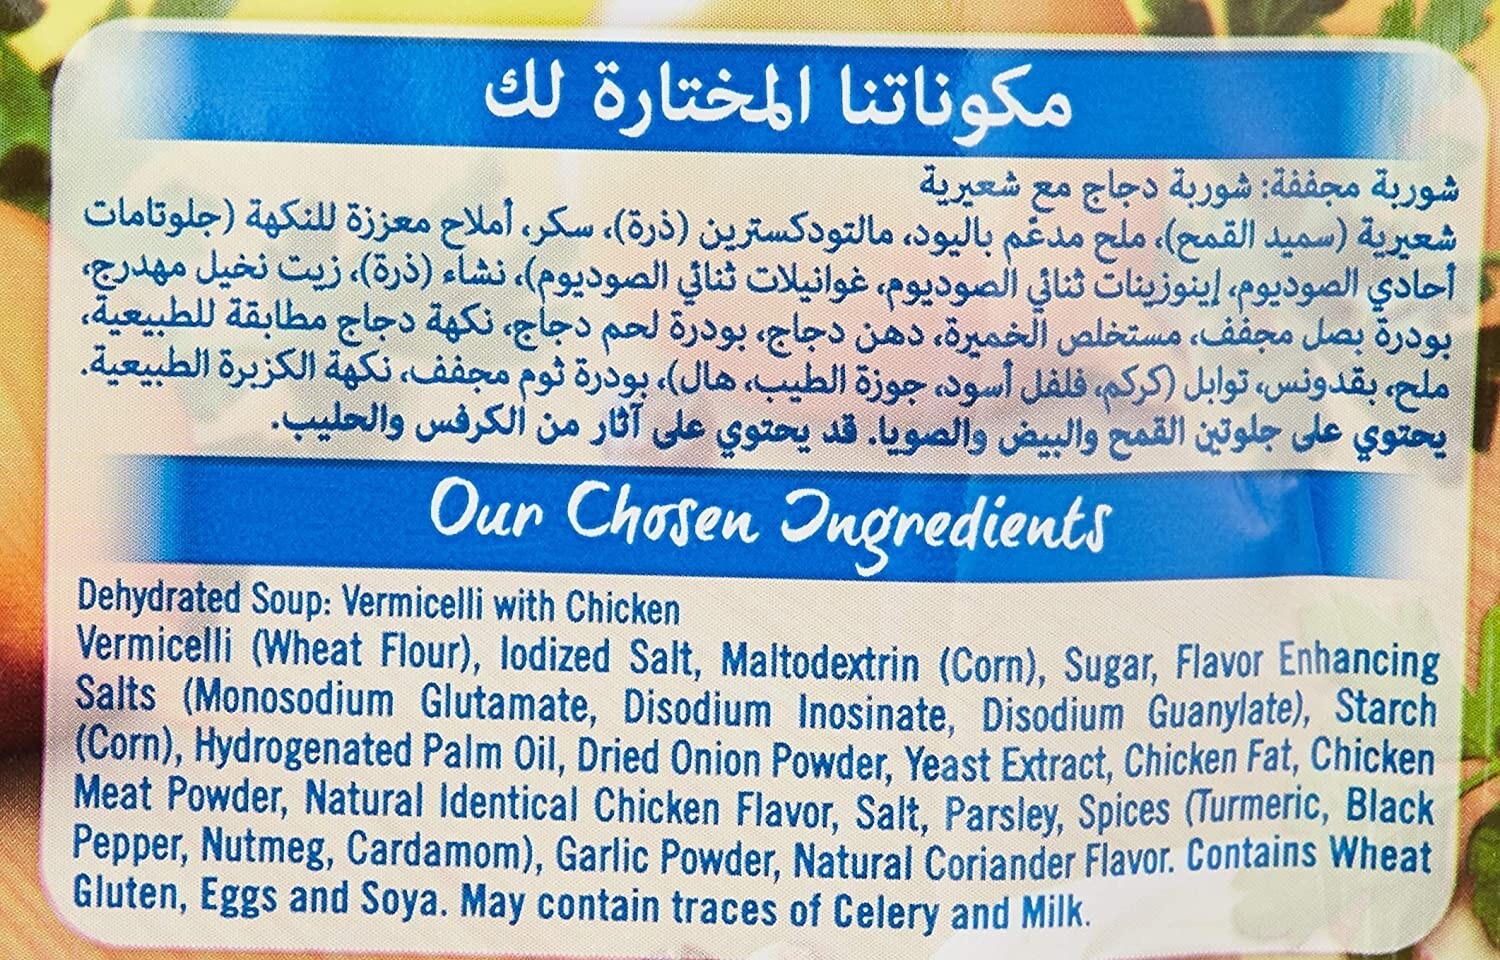 مكوناتنا المختارة لك
شوربة مجففة: شوربة دجاج مع شعيرية
شعيرية (سميد القمح)، ملح مدعّم باليود، مالتودكسترين (ذرة)، سكر، أملاح معززة للنكهة (جلوتامات
أحادي الصوديوم، إينوزينات ثنائي الصوديوم، غوانيلات ثنائي الصوديوم)، نشاء (ذرة)، زيت نخيل مهدرج،
بودرة بصل مجفف، مستخلص الخميرة، دهن دجاج، بودرة لحم دجاج، نكهة دجاج مطابقة للطبيعية،
ملح، بقدونس، توابل (كركم، فلفل أسود، جوزة الطيب، هال)، بودرة ثوم مجفف، نكهة الكزبرة الطبيعية.
يحتوي على جلوتين القمح والبيض والصويا. قد يحتوي على آثار من الكرفس والحليب.
Our Chosen Ingredients
Dehydrated Soup: Vermicelli with Chicken
Vermicelli (Wheat Flour), Iodized Salt, Maltodextrin (Corn), Sugar, Flavor Enhancing
Salts (Monosodium Glutamate, Disodium Inosinate, Disodium Guanylate), Starch
(Corn), Hydrogenated Palm Oil, Dried Onion Powder, Yeast Extract, Chicken Fat, Chicken
Meat Powder, Natural Identical Chicken Flavor, Salt, Parsley, Spices (Turmeric, Black
Pepper, Nutmeg, Cardamom), Garlic Powder, Natural Coriander Flavor. Contains Wheat
Gluten, Eggs and Soya. May contain traces of Celery and Milk.